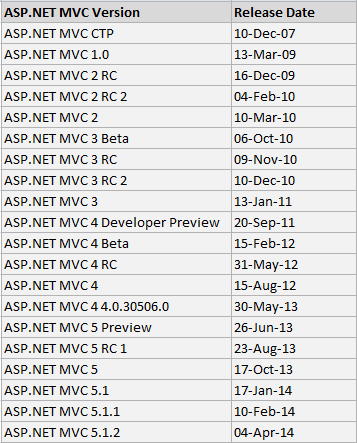 ASP.NET MVC Version Release Date
ASP.NET MVC CTP 10-Dec-07
ASP.NET MVC 1.0 13-Mar-09
ASP.NET MVC 2 RC 16-Dec-09
ASP.NET MVC 2 RC 2 04-Feb-10
ASP.NET MVC 2 10-Mar-10
ASP.NET MVC 3 Beta 06-Oct-10
ASP.NET MVC 3 RC 09-Nov-10
ASP.NET MVC 3 RC 2 10-Dec-10
ASP.NET MVC 3 13-Jan-11
ASP.NET MVC 4 Developer Preview 20-Sep-11
ASP.NET MVC 4 Beta 15-Feb-12
ASP.NET MVC 4 RC 31-May-12
ASP.NET MVC 4 15-Aug-12
ASP.NET MVC 4 4.0.30506.0 30-May-13
ASP.NET MVC 5 Preview 26-Jun-13
ASP.NET MVC 5 RC 1 23-Aug-13
ASP.NET MVC 5 17-Oct-13
ASP.NET MVC 5.1 17-Jan-14
ASP.NET MVC 5.1.1 10-Feb-14
ASP.NET MVC 5.1.2 04-Apr-14